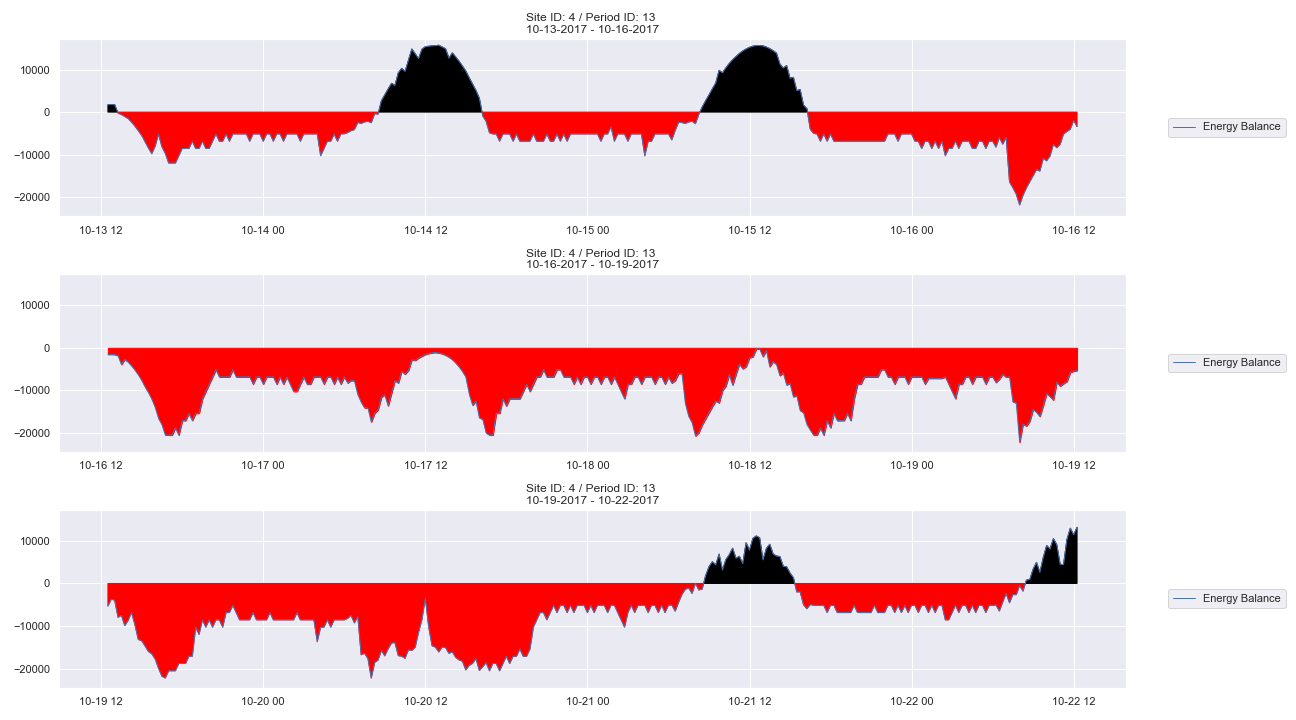 Site ID: 4 / Period ID: 13
10-13-2017 - 10-16-2017
10000
0
−10000
−20000
10-13 12 10-14 00 10-14 12 10-15 00 10-15 12 10-16 00 10-16 12
Energy Balance
Site ID: 4 / Period ID: 13
10-16-2017 - 10-19-2017
10000
0
−10000
−20000
10-16 12 10-17 00 10-17 12 10-18 00 10-18 12 10-19 00 10-19 12
Energy Balance
Site ID: 4 / Period ID: 13
10-19-2017 - 10-22-2017
10000
0
−10000
−20000
10-19 12 10-20 00 10-20 12 10-21 00 10-21 12 10-22 00 10-22 12
Energy Balance